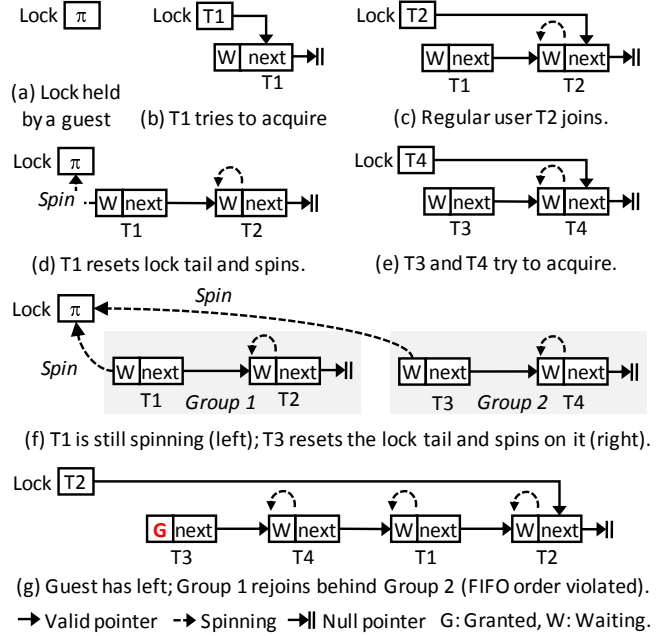 Lock π
Lock T1
Lock T2
W next
W next
W next
T1
T1
T2
(a) Lock held
by a guest
(b) T1 tries to acquire
(c) Regular user T2 joins.
Lock π
Lock T4
Spin
W next
W next
W next
W next
T1
T2
T3
T4
(d) T1 resets lock tail and spins.
(e) T3 and T4 try to acquire.
Lock π
Spin
Spin
W next
W next
W next
W next
T1
Group 1
T2
T3
Group 2
T4
(f) T1 is still spinning (left); T3 resets the lock tail and spins on it (right).
Lock T2
G next
W next
W next
W next
T3
T4
T1
T2
(g) Guest has left; Group 1 rejoins behind Group 2 (FIFO order violated).
Valid pointer Spinning Null pointer G: Granted, W: Waiting.